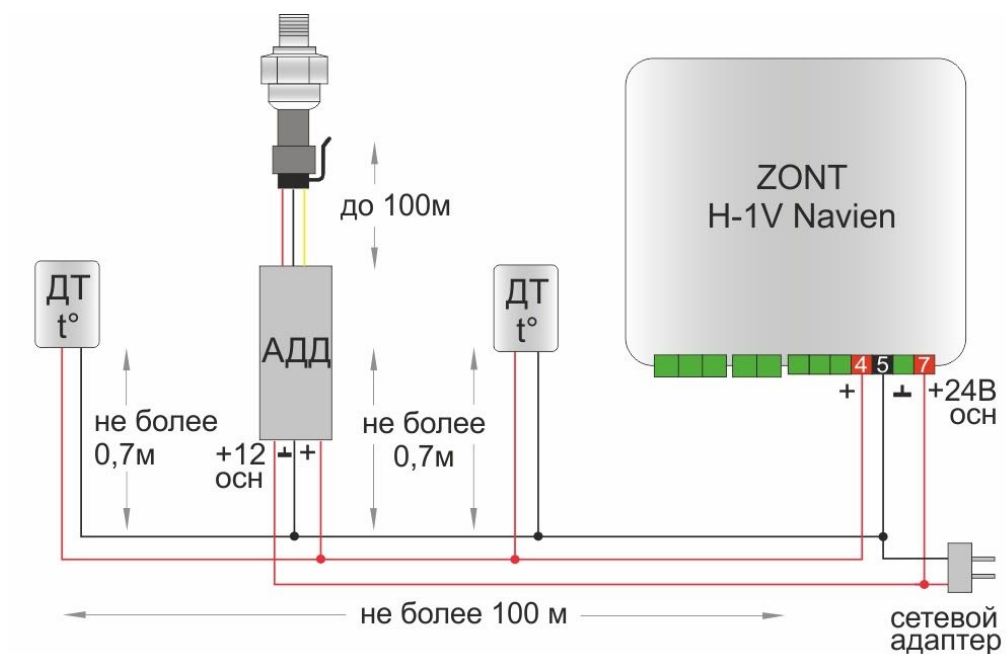 ZONT
H-1V Navien
до 100м
ДТ
t°
АДД
ДТ
t°
4 5 7
+ +24В
осн
не более
0,7м
+12
осн
+
не более
0,7м
не более 100 м
сетевой
адаптер